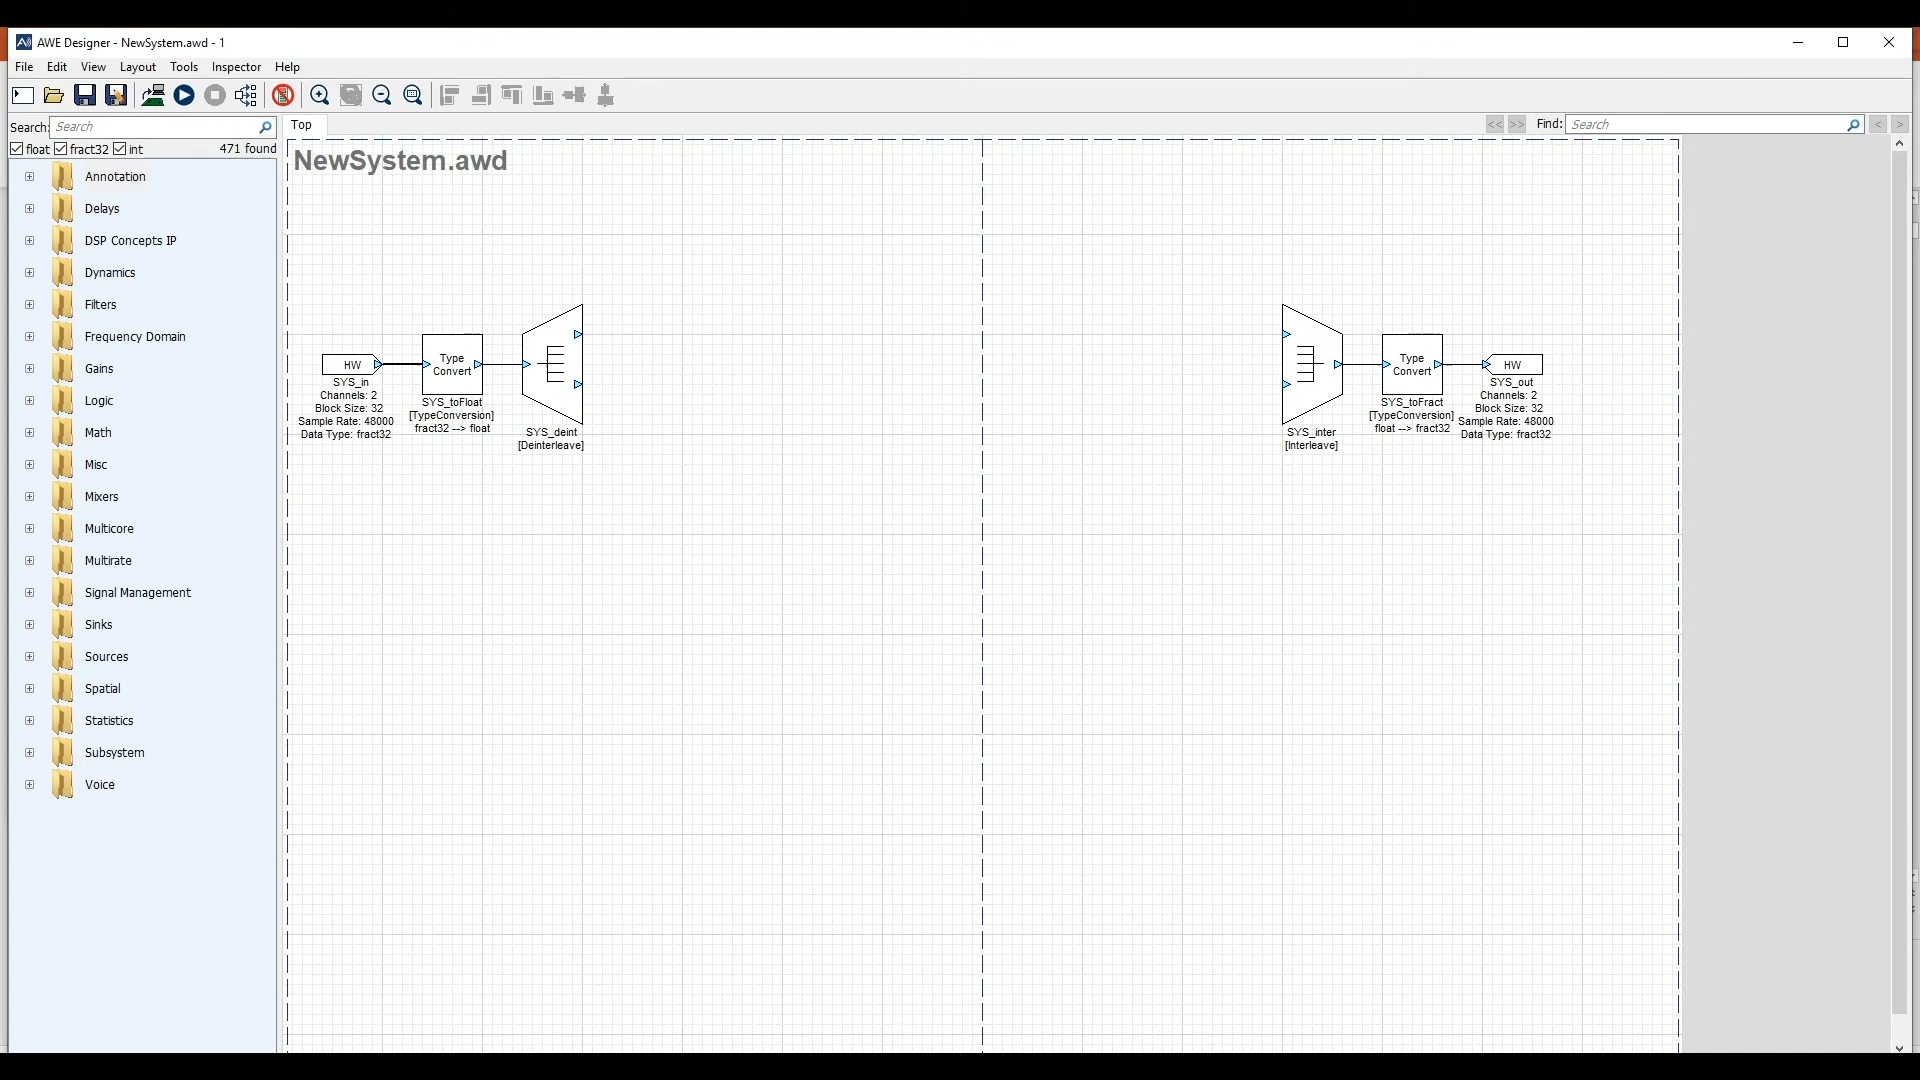 AWE Designer - NewSystem.awd - 1
File Edit View Layout Tools Inspector Help
Search: Search
Top
<< >> Find: Search < >
float fract32 int 471 found
NewSystem.awd
Annotation
Delays
DSP Concepts IP
Dynamics
Filters
Frequency Domain
Gains
Logic
Math
Misc
Mixers
Multicore
Multirate
Signal Management
Sinks
Sources
Spatial
Statistics
Subsystem
Voice
HW
SYS_in
Channels: 2
Block Size: 32
Sample Rate: 48000
Data Type: fract32
Type
Convert
SYS_toFloat
[TypeConversion]
fract32 --> float
SYS_deint
[Deinterleave]
SYS_inter
[Interleave]
Type
Convert
SYS_toFract
[TypeConversion]
float --> fract32
HW
SYS_out
Channels: 2
Block Size: 32
Sample Rate: 48000
Data Type: fract32